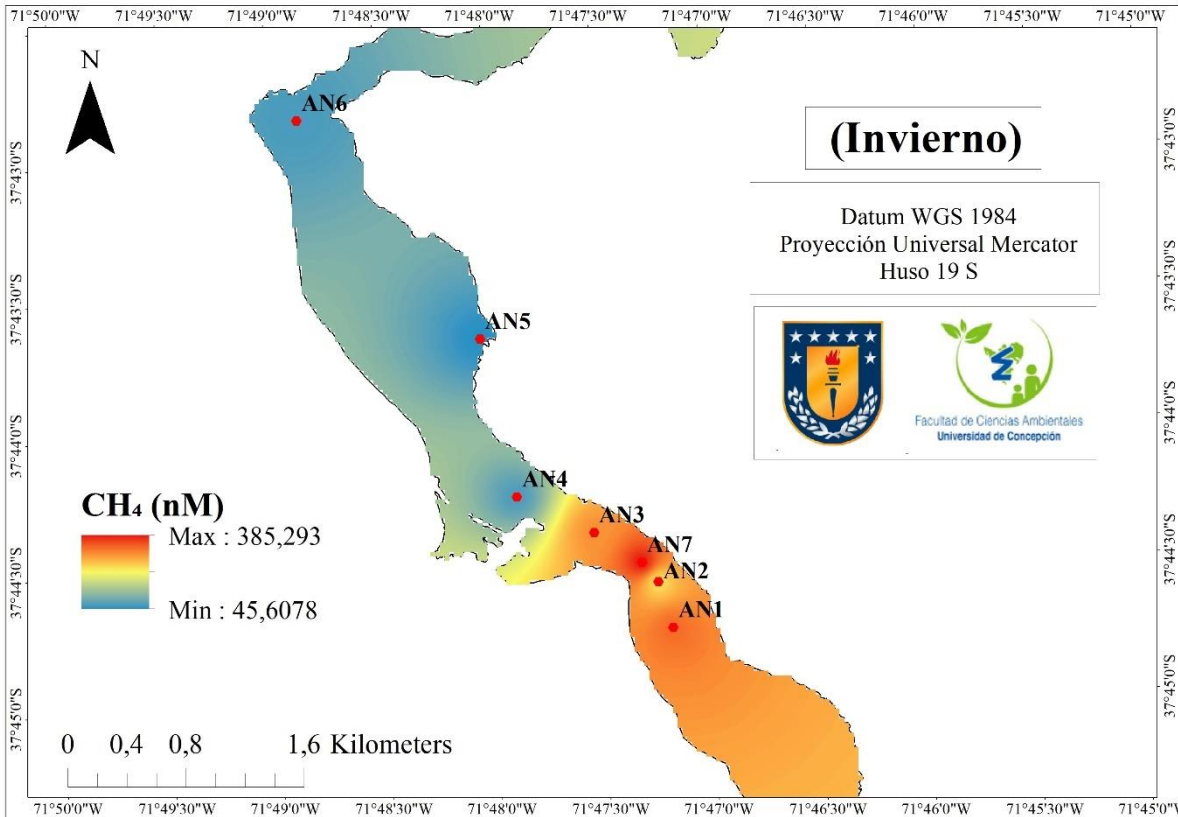 71°50'0"W 71°49'30"W 71°49'0"W 71°48'30"W 71°48'0"W 71°47'30"W 71°47'0"W 71°46'30"W 71°46'0"W 71°45'30"W 71°45'0"W
N
AN6
(Invierno)
37°43'0"S
37°43'0"S
Datum WGS 1984
Proyección Universal Mercator
Huso 19 S
37°43'30"S
37°43'30"S
AN5
Facultad de Ciencias Ambientales
Universidad de Concepción
37°44'0"S
37°44'0"S
AN4
CH₄ (nM)
Max : 385,293
Min : 45,6078
AN3
AN7
AN2
AN1
37°44'30"S
37°44'30"S
37°45'0"S
37°45'0"S
0 0,4 0,8 1,6 Kilometers
71°50'0"W 71°49'30"W 71°49'0"W 71°48'30"W 71°48'0"W 71°47'30"W 71°47'0"W 71°46'30"W 71°46'0"W 71°45'30"W 71°45'0"W